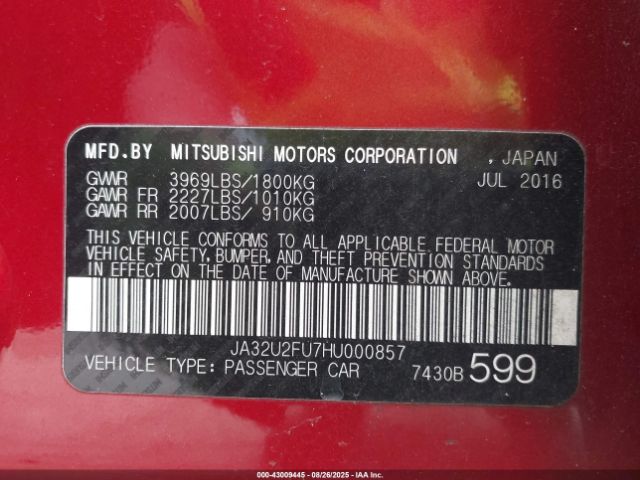 MFD.BY MITSUBISHI MOTORS CORPORATION , JAPAN
GVWR 3969LBS/1800KG JUL 2016
GAWR FR 2227LBS/1010KG
GAWR RR 2007LBS/ 910KG
THIS VEHICLE CONFORMS TO ALL APPLICABLE FEDERAL MOTOR
VEHICLE SAFETY, BUMPER, AND THEFT PREVENTION STANDARDS
IN EFFECT ON THE DATE OF MANUFACTURE SHOWN ABOVE.
JA32U2FU7HU000857
VEHICLE TYPE: PASSENGER CAR 7430B 599
000-43009445 - 08/26/2025 - IAAI.CA